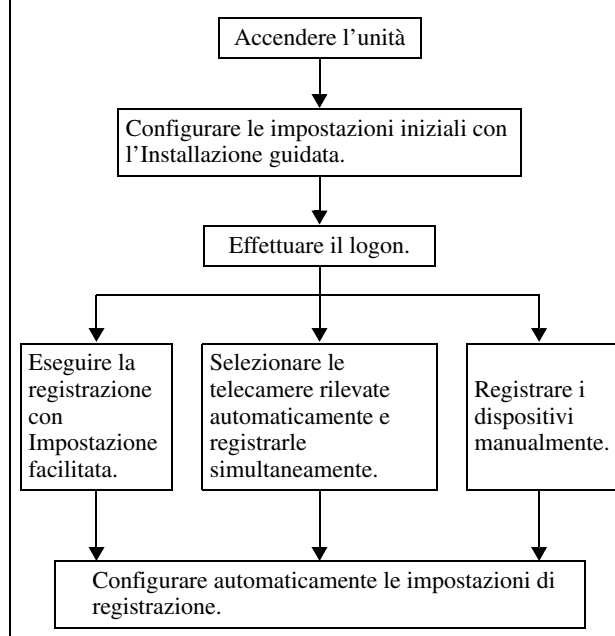 Accendere l’unità
Configurare le impostazioni iniziali con
l’Installazione guidata.
Effettuare il logon.
Eseguire la
registrazione
con
Impostazione
facilitata.
Selezionare le
telecamere rilevate
automaticamente e
registrarle
simultaneamente.
Registrare i
dispositivi
manualmente.
Configurare automaticamente le impostazioni di
registrazione.